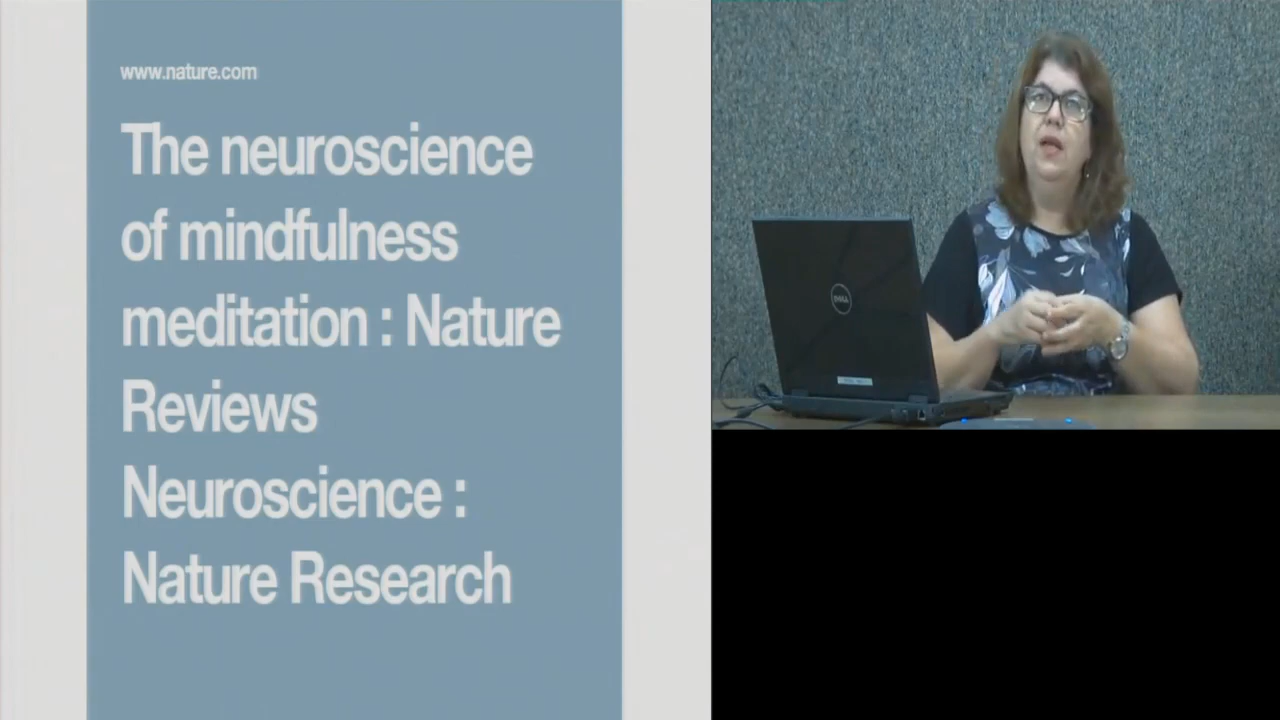 www.nature.com
The neuroscience
of mindfulness
meditation : Nature
Reviews
Neuroscience :
Nature Research
DELL